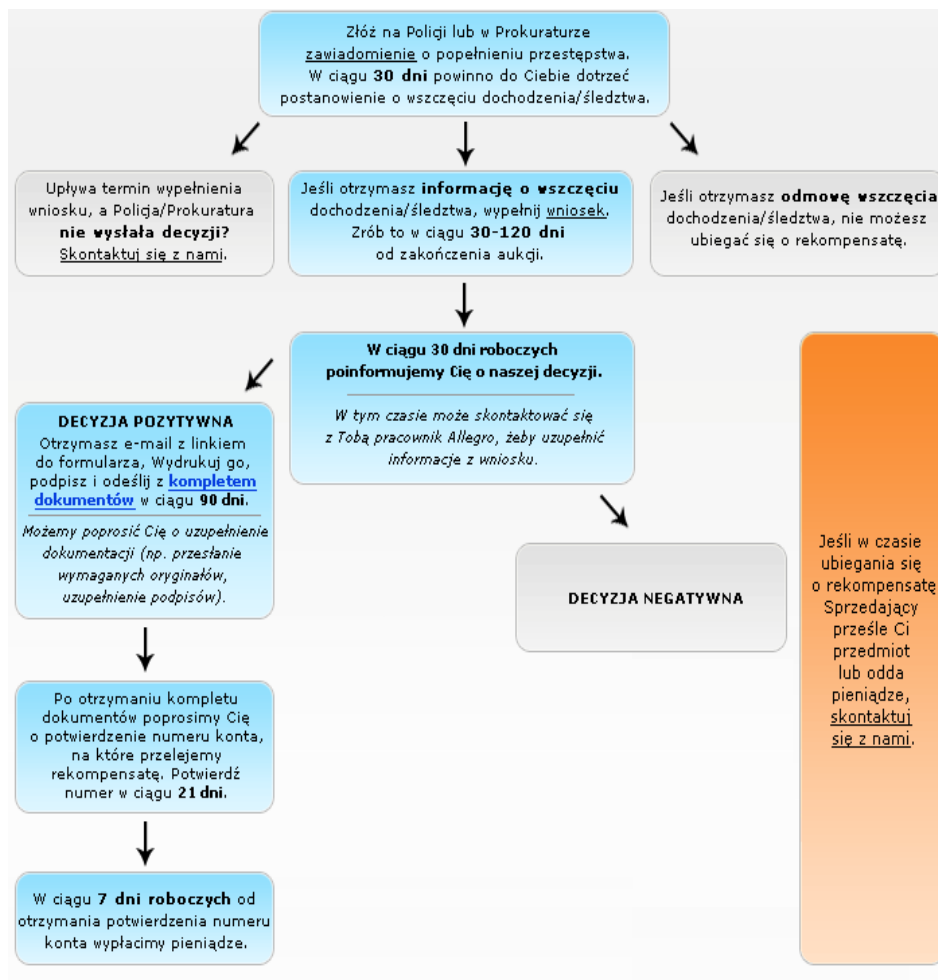 Złóż na Policji lub w Prokuraturze
zawiadomienie o popełnieniu przestępstwa.
W ciągu 30 dni powinno do Ciebie dotrzeć
postanowienie o wszczęciu dochodzenia/śledztwa.
Upływa termin wypełnienia
wniosku, a Policja/Prokuratura
nie wysłała decyzji?
Skontaktuj się z nami.
Jeśli otrzymasz informację o wszczęciu
dochodzenia/śledztwa, wypełnij wniosek.
Zrób to w ciągu 30-120 dni
od zakończenia aukcji.
Jeśli otrzymasz odmowę wszczęcia
dochodzenia/śledztwa, nie możesz
ubiegać się o rekompensatę.
W ciągu 30 dni roboczych
poinformujemy Cię o naszej decyzji.
W tym czasie może skontaktować się
z Tobą pracownik Allegro, żeby uzupełnić
informacje z wniosku.
DECYZJA POZYTYWNA
Otrzymasz e-mail z linkiem
do formularza, Wydrukuj go,
podpisz i odeślij z kompletem
dokumentów w ciągu 90 dni.
Możemy poprosić Cię o uzupełnienie
dokumentacji (np. przesłanie
wymaganych oryginałów,
uzupełnienie podpisów).
DECYZJA NEGATYWNA
Jeśli w czasie
ubiegania się
o rekompensatę
Sprzedający
prześle Ci
przedmiot
lub odda
pieniądze,
skontaktuj
się z nami.
Po otrzymaniu kompletu
dokumentów poprosimy Cię
o potwierdzenie numeru konta,
na które przelejemy
rekompensatę. Potwierdź
numer w ciągu 21 dni.
W ciągu 7 dni roboczych od
otrzymania potwierdzenia numeru
konta wypłacimy pieniądze.